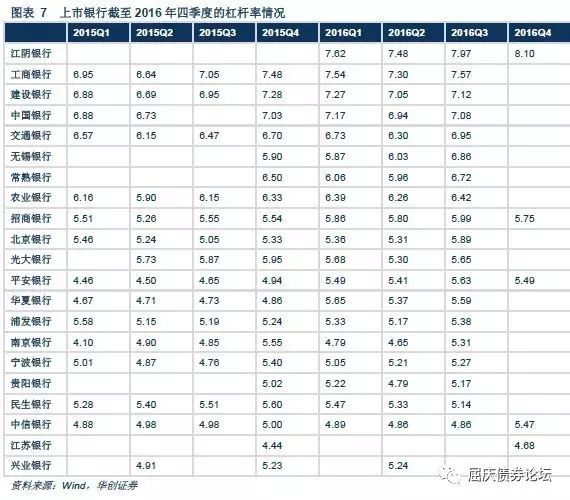 图表 7 上市银行截至 2016 年四季度的杠杆率情况
2015Q1 2015Q2 2015Q3 2015Q4 2016Q1 2016Q2 2016Q3 2016Q4
江阴银行 7.62 7.48 7.97 8.10
工商银行 6.95 6.64 7.05 7.48 7.54 7.30 7.57
建设银行 6.88 6.69 6.95 7.28 7.27 7.05 7.12
中国银行 6.88 6.73 7.03 7.17 6.94 7.08
交通银行 6.57 6.15 6.47 6.70 6.73 6.30 6.95
无锡银行 5.90 5.87 6.03 6.86
常熟银行 6.50 6.06 5.96 6.72
农业银行 6.16 5.90 6.15 6.33 6.39 6.26 6.42
招商银行 5.51 5.26 5.55 5.54 5.86 5.80 5.99 5.75
北京银行 5.46 5.24 5.05 5.33 5.36 5.31 5.89
光大银行 5.73 5.87 5.95 5.68 5.30 5.65
平安银行 4.46 4.50 4.65 4.94 5.49 5.41 5.63 5.49
华夏银行 4.67 4.71 4.73 4.86 5.65 5.37 5.59
浦发银行 5.58 5.15 5.19 5.24 5.33 5.17 5.38
南京银行 4.10 4.90 4.85 5.55 4.79 4.65 5.31
宁波银行 5.01 4.87 4.76 5.40 5.05 5.21 5.27
贵阳银行 5.02 5.22 4.79 5.17
民生银行 5.28 5.40 5.51 5.60 5.47 5.33 5.14
中信银行 4.88 4.98 4.98 5.00 4.89 4.86 4.86 5.47
江苏银行 4.44 4.68
兴业银行 4.91 5.23 5.24
资料来源：Wind，华创证券
屈庆债券论坛